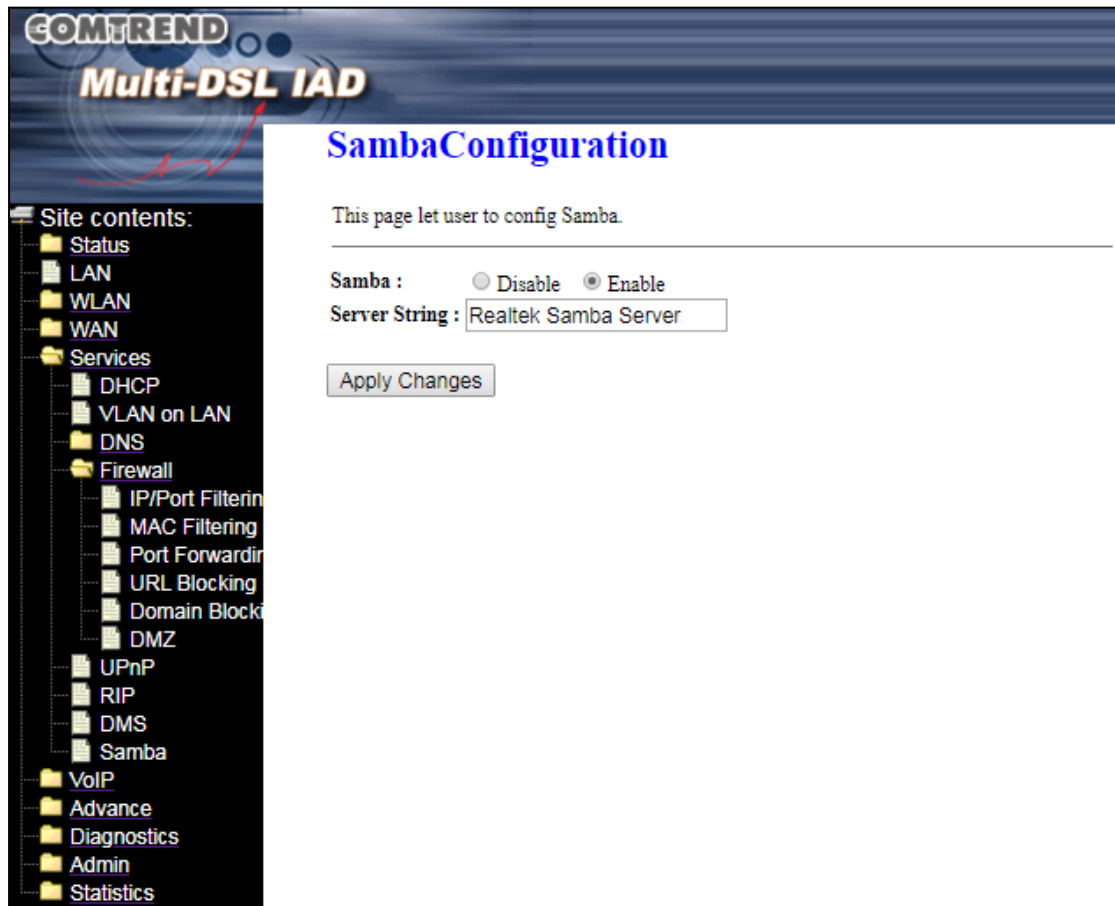 COMTREND
Multi-DSL IAD
SambaConfiguration
This page let user to config Samba.
Samba : Disable Enable
Server String : Realtek Samba Server
Apply Changes
Site contents:
Status
LAN
WLAN
WAN
Services
DHCP
VLAN on LAN
DNS
Firewall
IP/Port Filterin
MAC Filtering
Port Forwardin
URL Blocking
Domain Blocki
DMZ
UPnP
RIP
DMS
Samba
VoIP
Advance
Diagnostics
Admin
Statistics